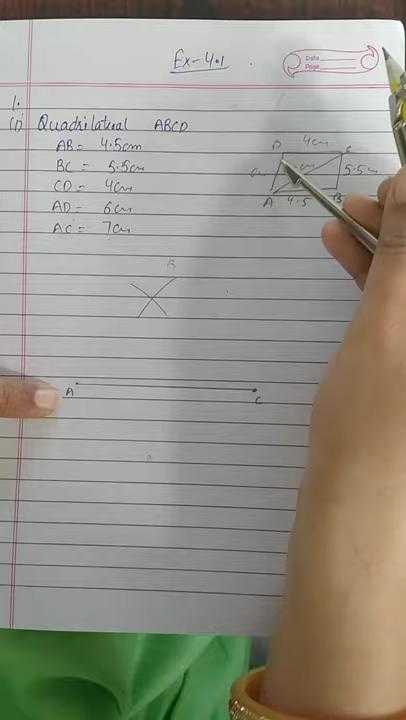 Ex-4.1
Date
Page
1.
(i) Quadrilateral ABCD
AB = 4.5cm
BC = 5.5cm
CD = 4cm
AD = 6cm
AC = 7cm
4cm
D C
cm 5.5cm
A 4.5 B
B
A C